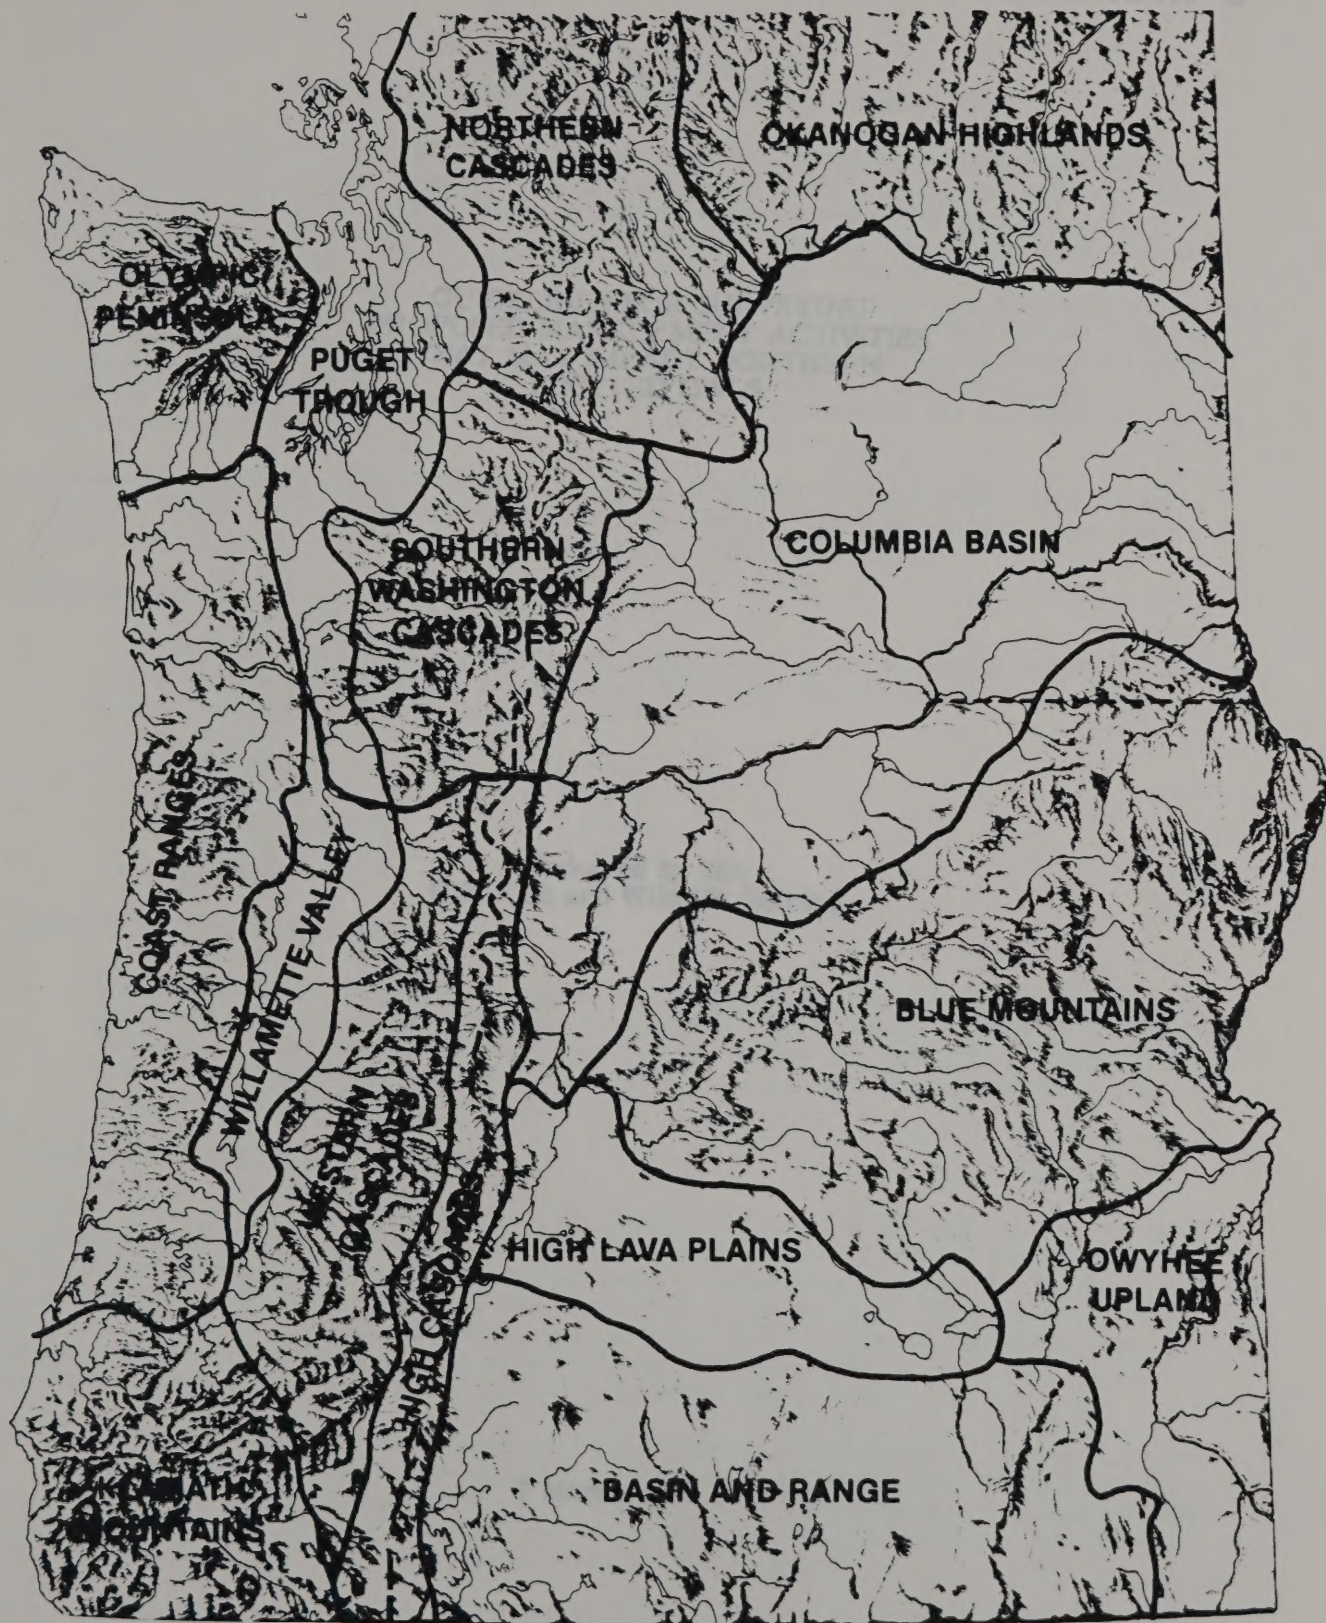 NORTHERN
CASCADES
OKANOGAN HIGHLANDS
OLYMPIC
PENINSULA
PUGET
TROUGH
SOUTHERN
WASHINGTON
CASCADES
COLUMBIA BASIN
COAST RANGES
WILLAMETTE VALLEY
BLUE MOUNTAINS
WESTERN
CASCADES
HIGH CASCADES
HIGH LAVA PLAINS
OWYHEE
UPLAND
KLAMATH
MOUNTAINS
BASIN AND RANGE